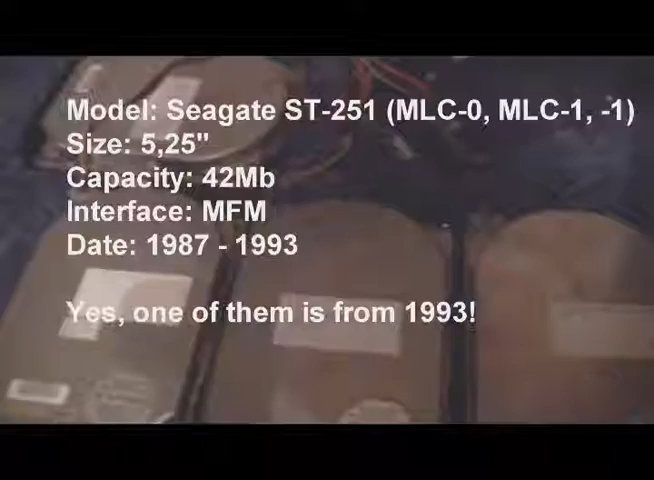 Model: Seagate ST-251 (MLC-0, MLC-1, -1)
Size: 5,25"
Capacity: 42Mb
Interface: MFM
Date: 1987 - 1993
Yes, one of them is from 1993!